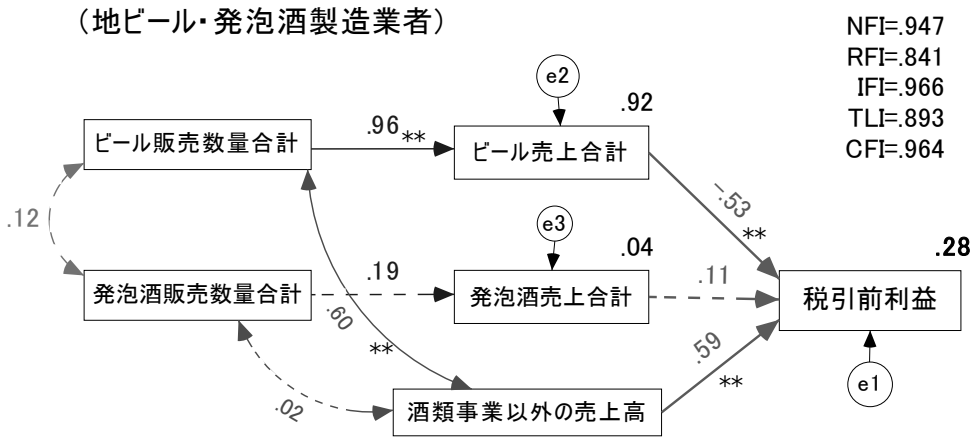 （地ビール・発泡酒製造業者）
NFI=.947
RFI=.841
IFI=.966
TLI=.893
CFI=.964
e2
.92
ビール販売数量合計
.96
**
ビール売上合計
-.53
**
.12
e3
.04
.28
発泡酒販売数量合計
.19
発泡酒売上合計
.11
税引前利益
.60
**
.59
**
e1
.02
酒類事業以外の売上高